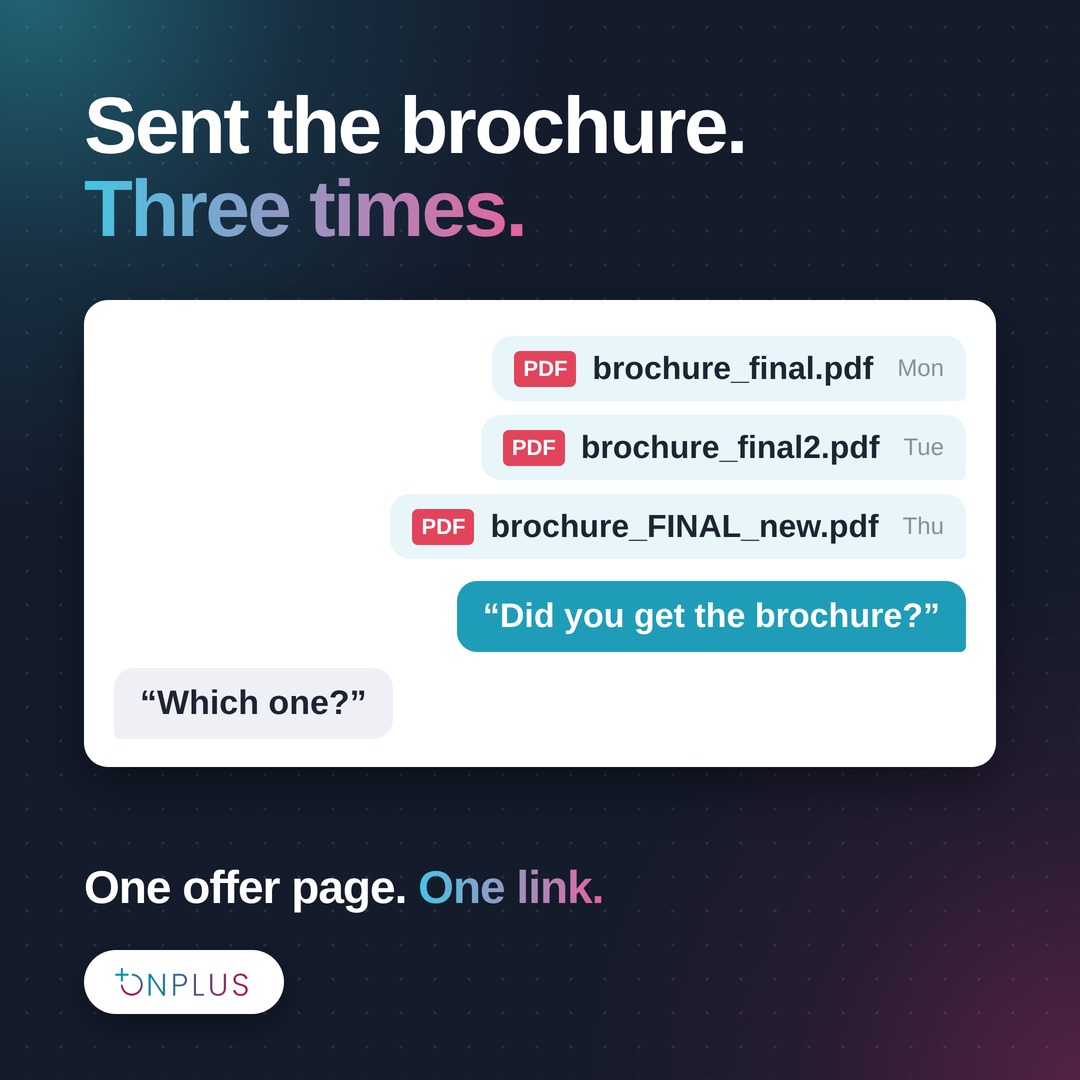 Sent the brochure.
Three times.
PDF brochure_final.pdf Mon
PDF brochure_final2.pdf Tue
PDF brochure_FINAL_new.pdf Thu
“Did you get the brochure?”
“Which one?”
One offer page. One link.
ONPLUS